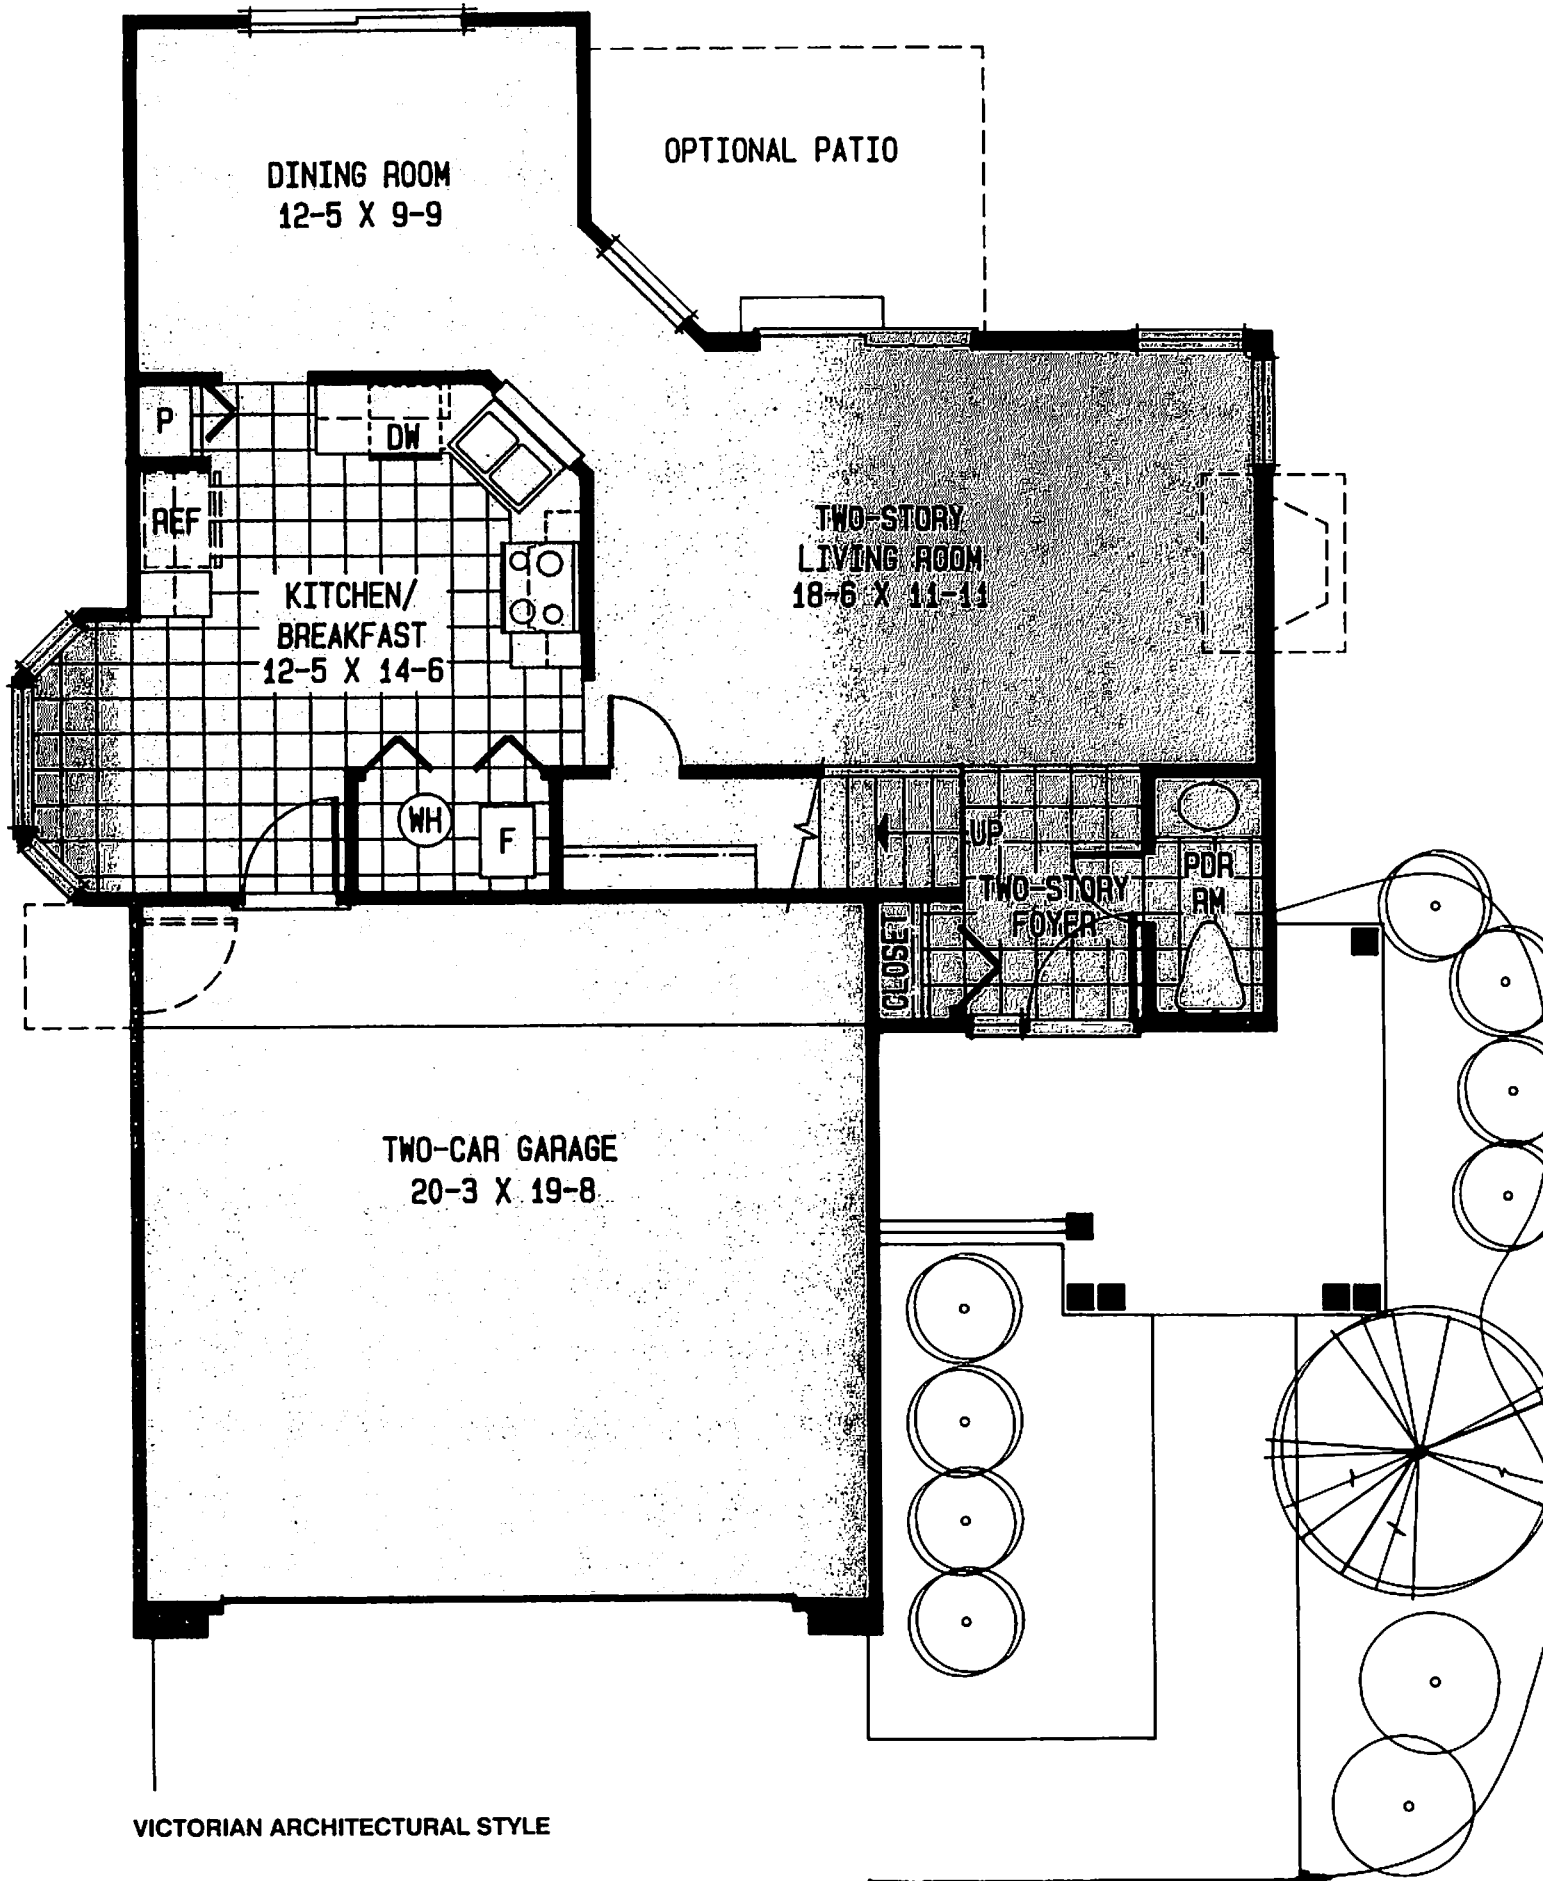 OPTIONAL PATIO
DINING ROOM
12-5 X 9-9
P
DW
REF
TWO-STORY
LIVING ROOM
18-6 X 11-11
KITCHEN/
BREAKFAST
12-5 X 14-6
WH
F
UP
PDR
RM
TWO-STORY
FOYER
CLOSET
TWO-CAR GARAGE
20-3 X 19-8
VICTORIAN ARCHITECTURAL STYLE